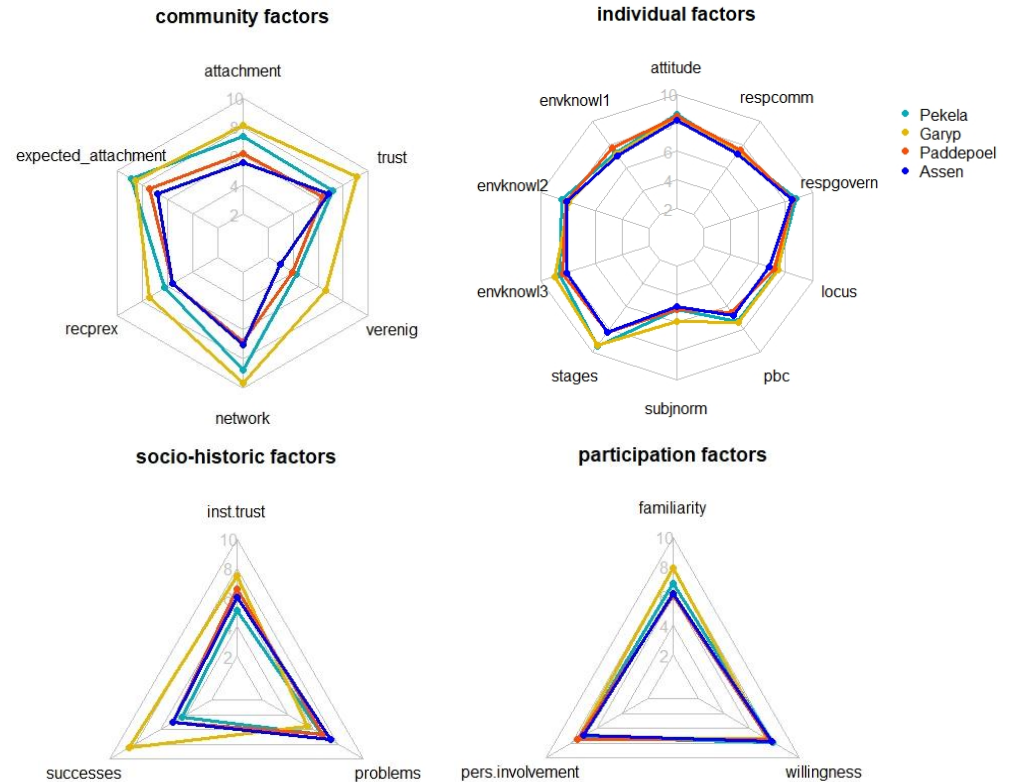 community factors
attachment
10
8
4
2
trust
verenig
network
recprex
expected_attachment
individual factors
attitude
10
6
4
2
respcomm
respgovern
locus
pbc
subjnorm
stages
envknowl3
envknowl2
envknowl1
Pekela
Garyp
Paddepoel
Assen
socio-historic factors
inst.trust
10
8
2
successes
problems
participation factors
familiarity
10
8
4
2
pers.involvement
willingness